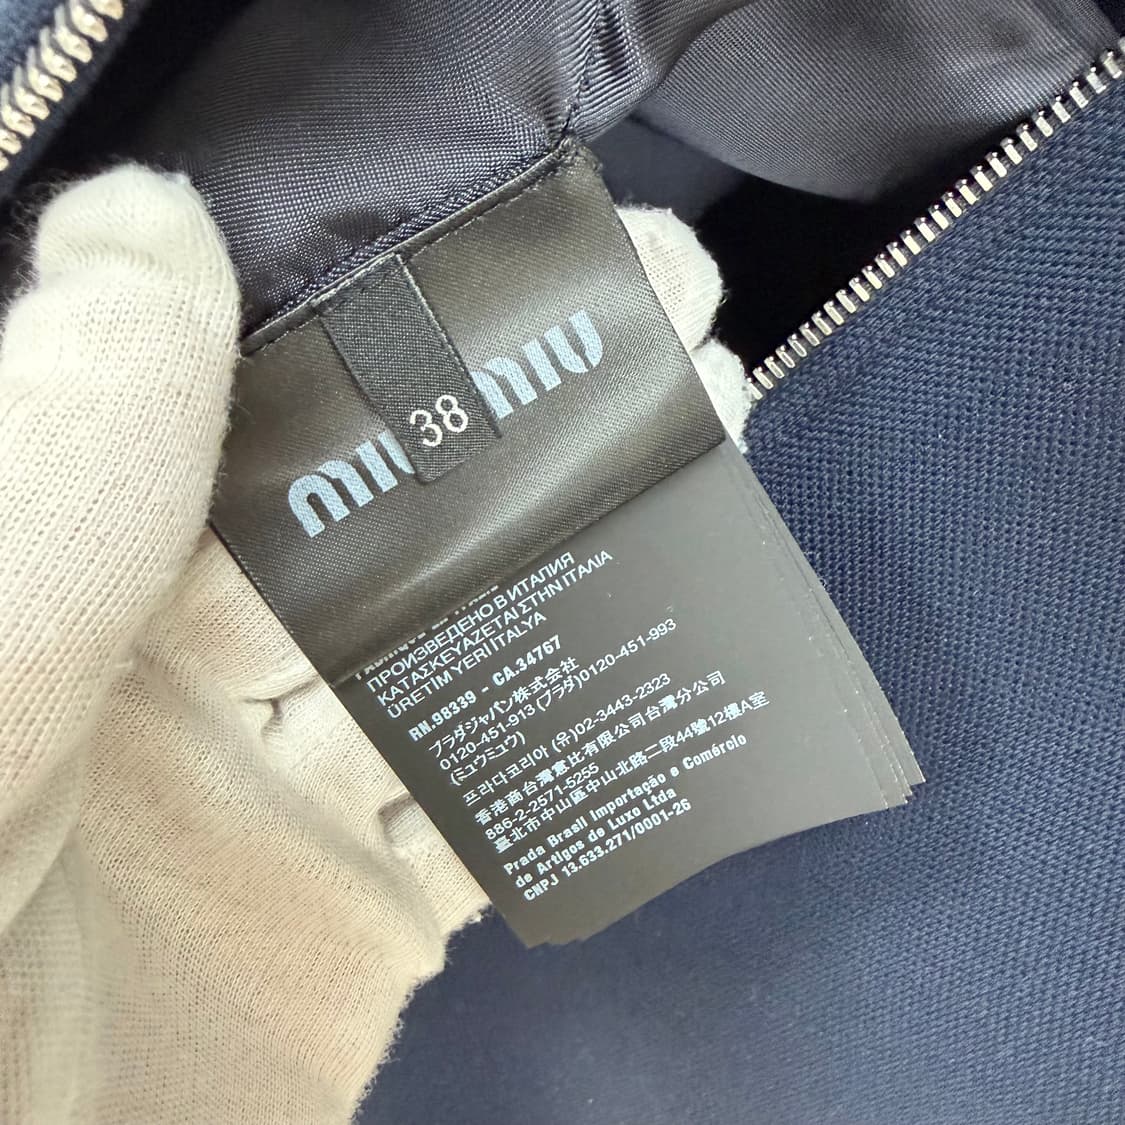 MIU MIU
38
ПРОИЗВЕДЕНО В ИТАЛИЯ
ΚΑΤΑΣΚΕΥΑΖΕΤΑΙ ΣΤΗΝ ΙΤΑΛΙΑ
ÜRETİM YERİ İTALYA
RN.98339 - CA.34767
プラダジャパン株式会社
0120-451-913 (プラダ)0120-451-993
(ミュウミュウ)
프라다코리아 (유)02-3443-2323
香港商台灣惠比有限公司台灣分公司
886-2-2571-5255
臺北市中山區中山北路二段44號12樓A室
Prada Brasil Importação e Comércio
de Artigos de Luxo Ltda
CNPJ 13.633.271/0001-26